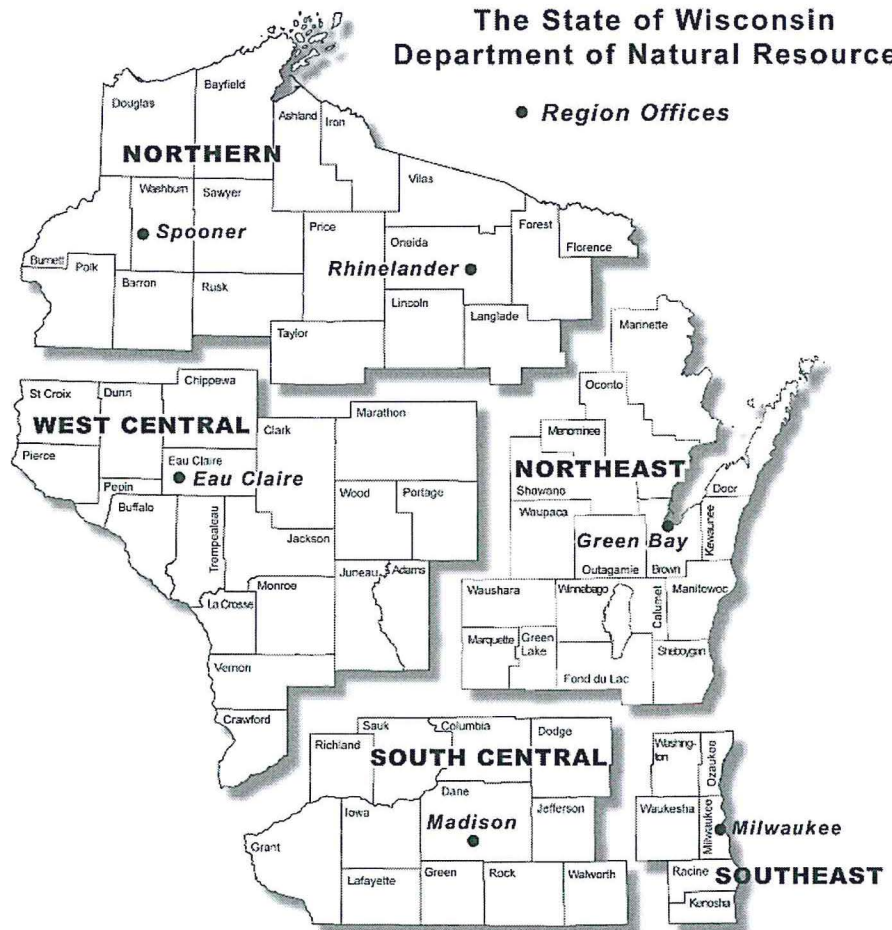 The State of Wisconsin
Department of Natural Resource
Region Offices
Douglas
Bayfield
Ashland
Iron
NORTHERN
Vilas
Washburn
Sawyer
Spooner
Price
Oneida
Forest
Florence
Rhinelander
Burnett
Polk
Barron
Rusk
Lincoln
Langlade
Taylor
Marinette
Oconto
Menominee
NORTHEAST
Shawano
Waupaca
Door
Green Bay
Kewaunee
Outagamie
Brown
Waushara
Winnebago
Calumet
Manitowoc
Marquette
Green
Lake
Fond du Lac
Sheboygan
St Croix
Dunn
Chippewa
WEST CENTRAL
Clark
Marathon
Pierce
Eau Claire
Eau Claire
Pepin
Buffalo
Wood
Portage
Trempealeau
Jackson
Monroe
Juneau
Adams
La Crosse
Vernon
Crawford
Sauk
Columbia
Dodge
Richland
SOUTH CENTRAL
Dane
Iowa
Madison
Jefferson
Grant
Lafayette
Green
Rock
Walworth
Washing-
ton
Ozaukee
Waukesha
Milwaukee
Milwaukee
Racine
SOUTHEAST
Kenosha